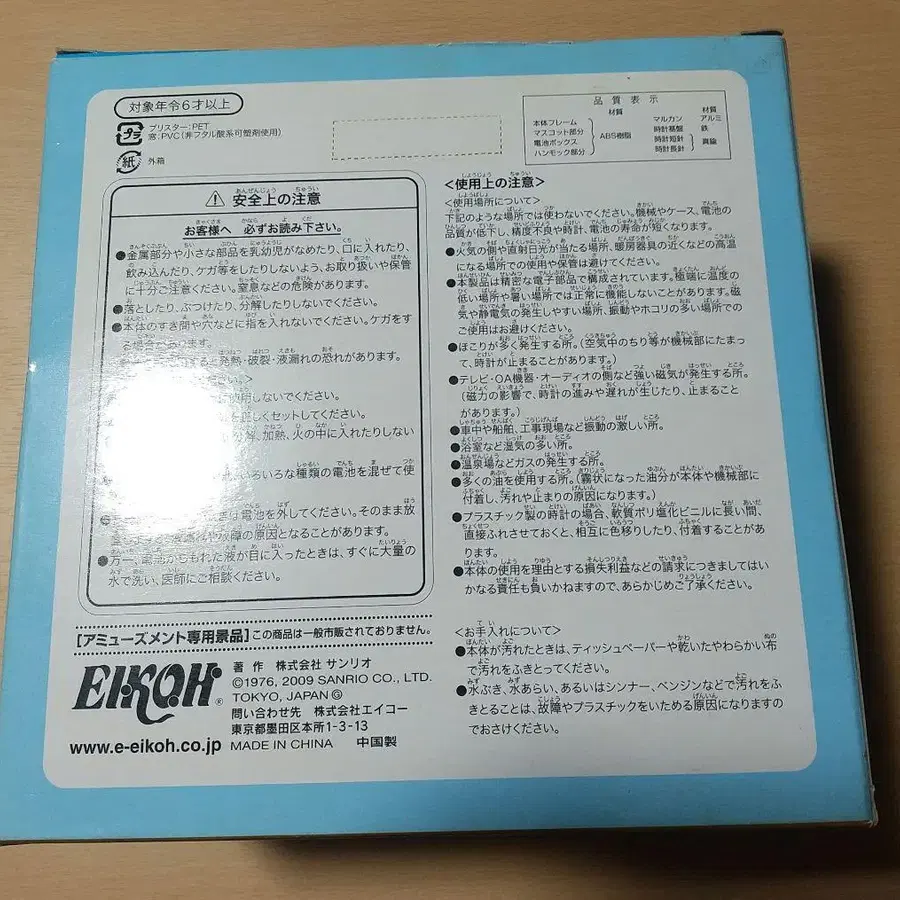 対象年令6才以上
プラ
ブリスター:PET
窓:PVC(非フタル酸系可塑剤使用)
紙 外箱
品質表示
材質
本体フレーム
マスコット部分
電池ボックス
ハンモック部分
ABS樹脂
材質
マルカン アルミ
時計基盤 鉄
時計短針
時計長針
真鍮
安全上の注意
お客様へ 必ずお読み下さい。
●金属部分や小さな部品を乳幼児がなめたり、口に入れたり、
飲み込んだり、ケガ等をしたりしないよう、お取り扱いや保管
に十分ご注意ください。窒息などの危険があります。
●落としたり、ぶつけたり、分解したりしないでください。
●本体のすき間や穴などに指を入れないでください。ケガをす
る場合があります。
発熱・破裂・液漏れの恐れがあります。
しないでください。
しくセットしてください。
加熱、火の中に入れたりしない
いろいろな種類の電池を混ぜて使
は電池を外してください。そのまま放
故障の原因となることがあります。
●万一、電池からもれた液が目に入ったときは、すぐに大量の
水で洗い、医師にご相談ください。
[アミューズメント専用景品]この商品は一般市販されておりません。
EIKOH®
著作 株式会社 サンリオ
©1976, 2009 SANRIO CO., LTD.
TOKYO, JAPAN Ⓖ
問い合わせ先 株式会社エイコー
東京都墨田区本所1-3-13
www.e-eikoh.co.jp MADE IN CHINA 中国製
<使用上の注意>
<使用場所について>
下記のような場所では使わないでください。機械やケース、電池の
品質が低下し、精度不良や時計、電池の寿命が短くなります。
●火気の側や直射日光が当たる場所、暖房器具の近くなどの高温
になる場所での使用や保管は避けてください。
●本製品は精密な電子部品で構成されています。極端に温度の
低い場所や暑い場所では正常に機能しないことがあります。磁
気や静電気の発生しやすい場所、振動やホコリの多い場所での
ご使用はお避けください。
●ほこりが多く発生する所。(空気中のちり等が機械部にたまっ
て、時計が止まることがあります。)
●テレビ・OA機器・オーディオの側など強い磁気が発生する所。
(磁力の影響で、時計の進みや遅れが生じたり、止まること
があります。)
●車中や船舶、工事現場など振動の激しい所。
●浴室など湿気の多い所。
●温泉場などガスの発生する所。
●多くの油を使用する所。(霧状になった油分が本体や機械部に
付着し、汚れや止まりの原因になります。)
●プラスチック製の時計の場合、軟質ポリ塩化ビニールに長い間、
直接ふれさせておくと、相互に色移りしたり、付着することがあ
ります。
●本体の使用を理由とする損失利益などの請求につきましてはい
かなる責任も負いかねますので、あらかじめご了承ください。
<お手入れについて>
●本体が汚れたときは、ティッシュペーパーや乾いたやわらかい布
で汚れをふきとってください。
●水ぶき、水あらい、あるいはシンナー、ベンジンなどで汚れをふ
きとることは、故障やプラスチックをいためる原因になりますの
でおさけください。